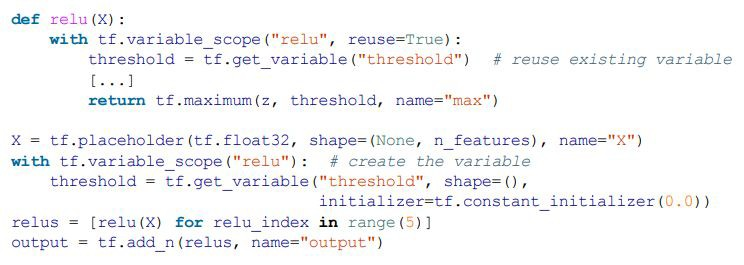 def relu(X):
    with tf.variable_scope("relu", reuse=True):
        threshold = tf.get_variable("threshold")  # reuse existing variable
        [...]
        return tf.maximum(z, threshold, name="max")

X = tf.placeholder(tf.float32, shape=(None, n_features), name="X")
with tf.variable_scope("relu"):  # create the variable
    threshold = tf.get_variable("threshold", shape=(),
                                initializer=tf.constant_initializer(0.0))
relus = [relu(X) for relu_index in range(5)]
output = tf.add_n(relus, name="output")